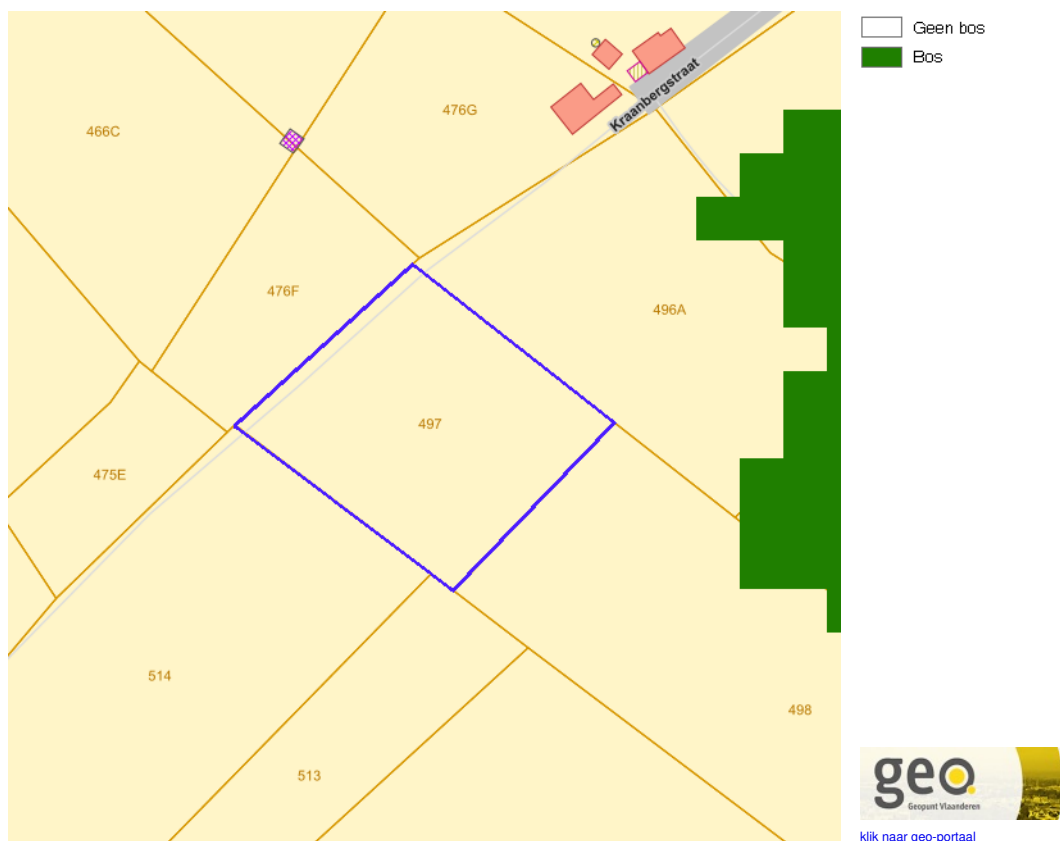 Geen bos
Bos
466C
476G
Kraanbergstraat
476F
496A
497
475E
514
498
513
geo
Geopunt Vlaanderen
klik naar geo-portaal